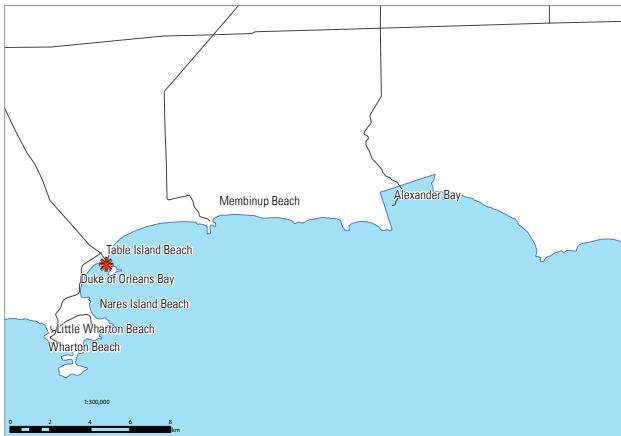 Membinup Beach
Alexander Bay
Table Island Beach
Duke of Orleans Bay
Nares Island Beach
Little Wharton Beach
Wharton Beach
1:300,000
0 2 4 6 8
km